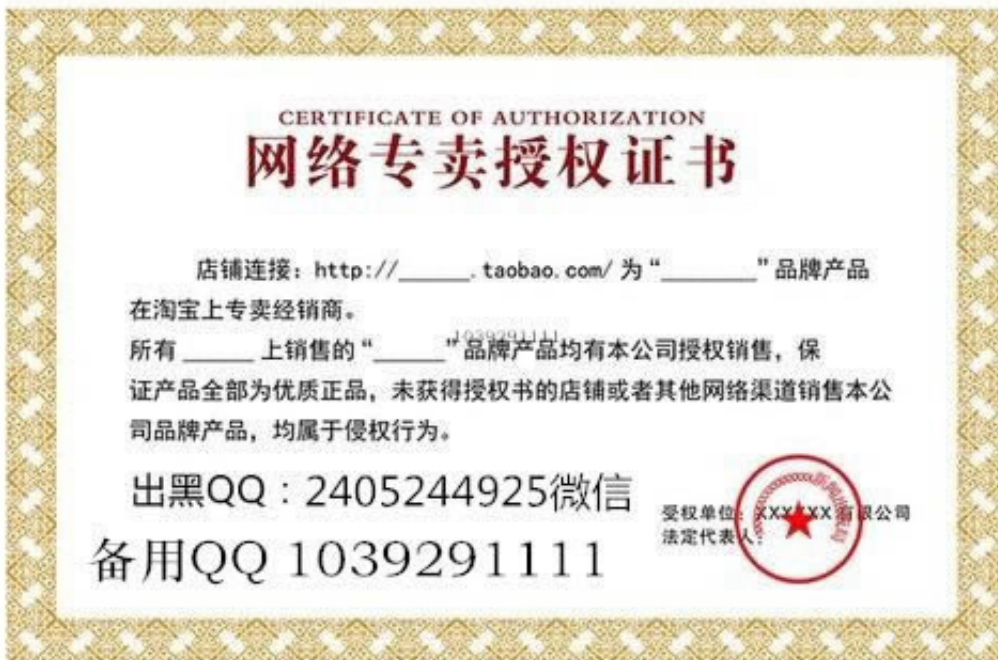 CERTIFICATE OF AUTHORIZATION
网络专卖授权证书
店铺连接：http://______.taobao.com/ 为“________”品牌产品
在淘宝上专卖经销商。
1039291111
所有 ______ 上销售的“______”品牌产品均有本公司授权销售，保
证产品全部为优质正品，未获得授权书的店铺或者其他网络渠道销售本公
司品牌产品，均属于侵权行为。
出黑QQ：2405244925微信
备用QQ 1039291111
受权单位：XXXXXX 有限公司
法定代表人：